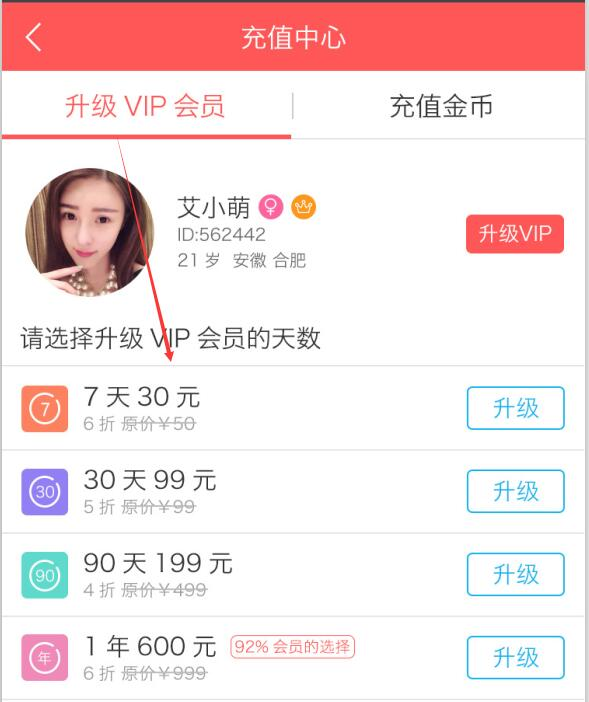 充值中心
升级 VIP 会员
充值金币
艾小萌
ID:562442
升级VIP
21 岁 安徽 合肥
请选择升级 VIP 会员的天数
7
7 天 30 元
6 折 原价￥50
升级
30
30 天 99 元
5 折 原价￥99
升级
90
90 天 199 元
4 折 原价￥499
升级
年
1 年 600 元
92% 会员的选择
6 折 原价￥999
升级